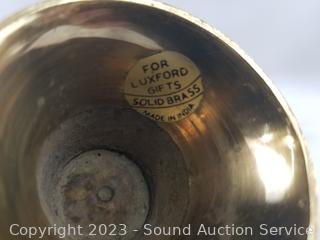 FOR
LUXFORD
GIFTS
SOLID BRASS
MADE IN INDIA
Copyright 2023 - Sound Auction Service